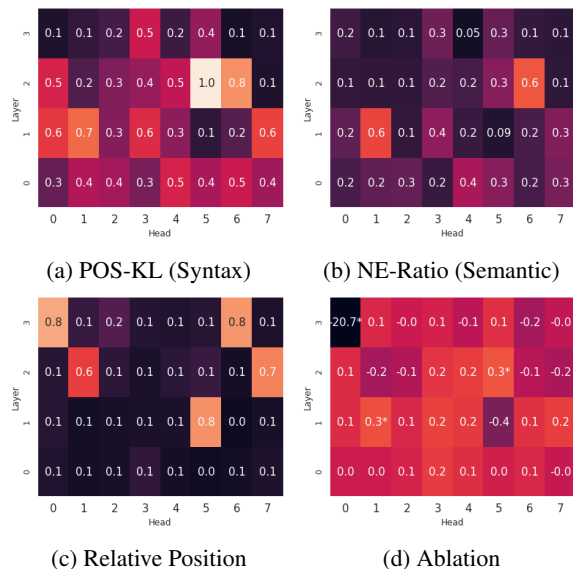 3 0.1 0.1 0.2 0.5 0.2 0.4 0.1 0.1
2 0.5 0.2 0.3 0.4 0.5 1.0 0.8 0.1
Layer
1 0.6 0.7 0.3 0.6 0.3 0.1 0.2 0.6
0 0.3 0.4 0.4 0.3 0.5 0.4 0.5 0.4
0 1 2 3 4 5 6 7
Head
(a) POS-KL (Syntax)
3 0.2 0.1 0.1 0.3 0.05 0.3 0.1 0.1
2 0.1 0.1 0.1 0.2 0.2 0.3 0.6 0.1
Layer
1 0.2 0.6 0.1 0.4 0.2 0.09 0.2 0.3
0 0.2 0.2 0.3 0.2 0.4 0.3 0.2 0.3
0 1 2 3 4 5 6 7
Head
(b) NE-Ratio (Semantic)
3 0.8 0.1 0.2 0.1 0.1 0.1 0.8 0.1
2 0.1 0.6 0.1 0.1 0.1 0.1 0.1 0.7
Layer
1 0.1 0.1 0.1 0.1 0.1 0.8 0.0 0.1
0 0.1 0.1 0.1 0.1 0.1 0.0 0.1 0.1
0 1 2 3 4 5 6 7
Head
(c) Relative Position
3 -20.7* 0.1 -0.0 0.1 -0.1 0.1 -0.2 -0.0
2 0.1 -0.2 -0.1 0.2 0.2 0.3* -0.1 -0.2
Layer
1 0.1 0.3* 0.1 0.2 0.2 -0.4 0.1 0.2
0 0.0 0.0 0.1 0.2 0.1 0.0 0.1 -0.0
0 1 2 3 4 5 6 7
Head
(d) Ablation